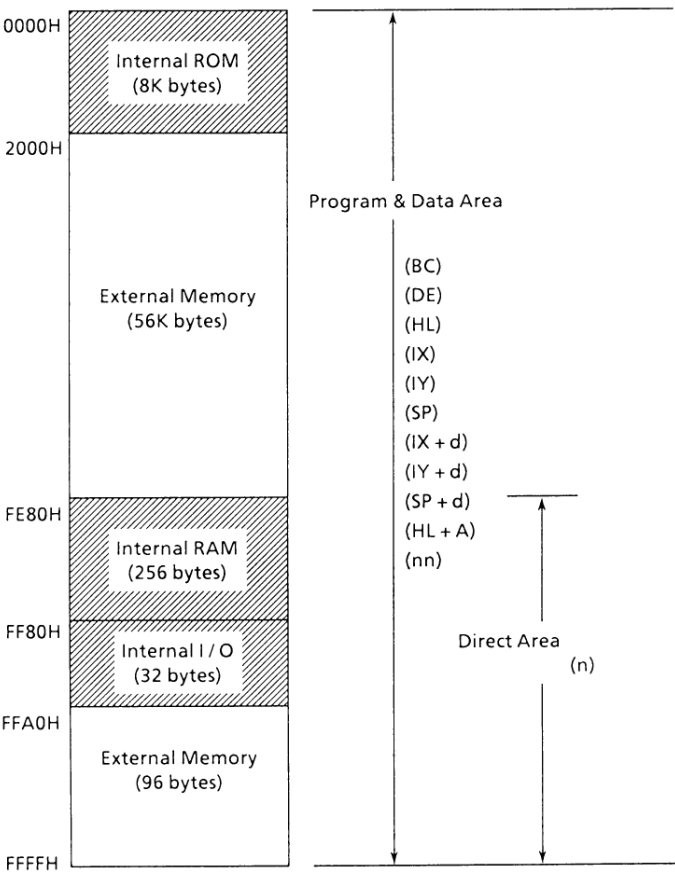 0000H
Internal ROM
(8K bytes)
2000H
Program & Data Area
External Memory
(56K bytes)
(BC)
(DE)
(HL)
(IX)
(IY)
(SP)
(IX + d)
(IY + d)
(SP + d)
(HL + A)
(nn)
FE80H
Internal RAM
(256 bytes)
FF80H
Internal I / O
(32 bytes)
Direct Area
(n)
FFA0H
External Memory
(96 bytes)
FFFFH